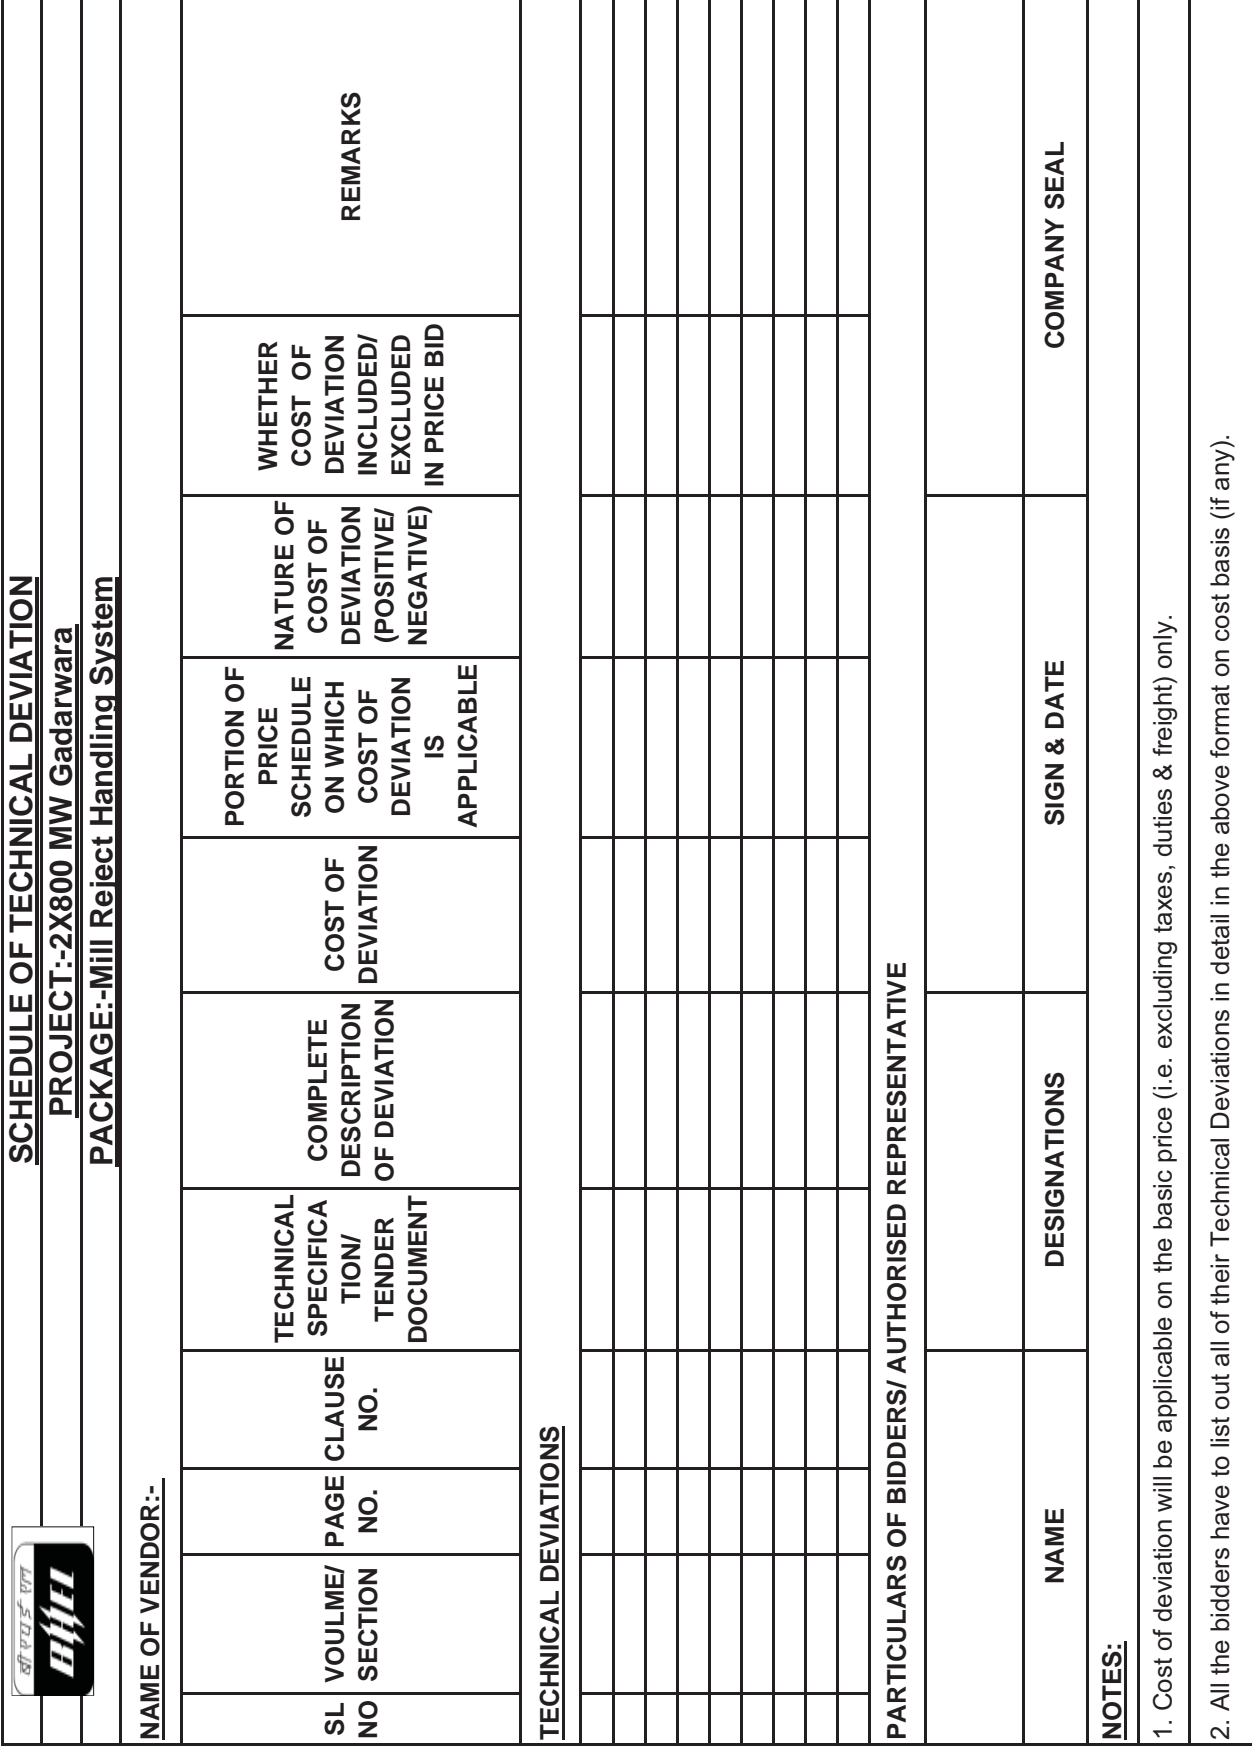 बी एच ई एल
BHEL
SCHEDULE OF TECHNICAL DEVIATION
PROJECT:-2X800 MW Gadarwara
PACKAGE:-Mill Reject Handling System
NAME OF VENDOR:-
SL
NO
VOULME/
SECTION
PAGE
NO.
CLAUSE
NO.
TECHNICAL
SPECIFICA
TION/
TENDER
DOCUMENT
COMPLETE
DESCRIPTION
OF DEVIATION
COST OF
DEVIATION
PORTION OF
PRICE
SCHEDULE
ON WHICH
COST OF
DEVIATION
IS
APPLICABLE
NATURE OF
COST OF
DEVIATION
(POSITIVE/
NEGATIVE)
WHETHER
COST OF
DEVIATION
INCLUDED/
EXCLUDED
IN PRICE BID
REMARKS
TECHNICAL DEVIATIONS
PARTICULARS OF BIDDERS/ AUTHORISED REPRESENTATIVE
NAME
DESIGNATIONS
SIGN & DATE
COMPANY SEAL
NOTES:
1. Cost of deviation will be applicable on the basic price (i.e. excluding taxes, duties & freight) only.
2. All the bidders have to list out all of their Technical Deviations in detail in the above format on cost basis (if any).